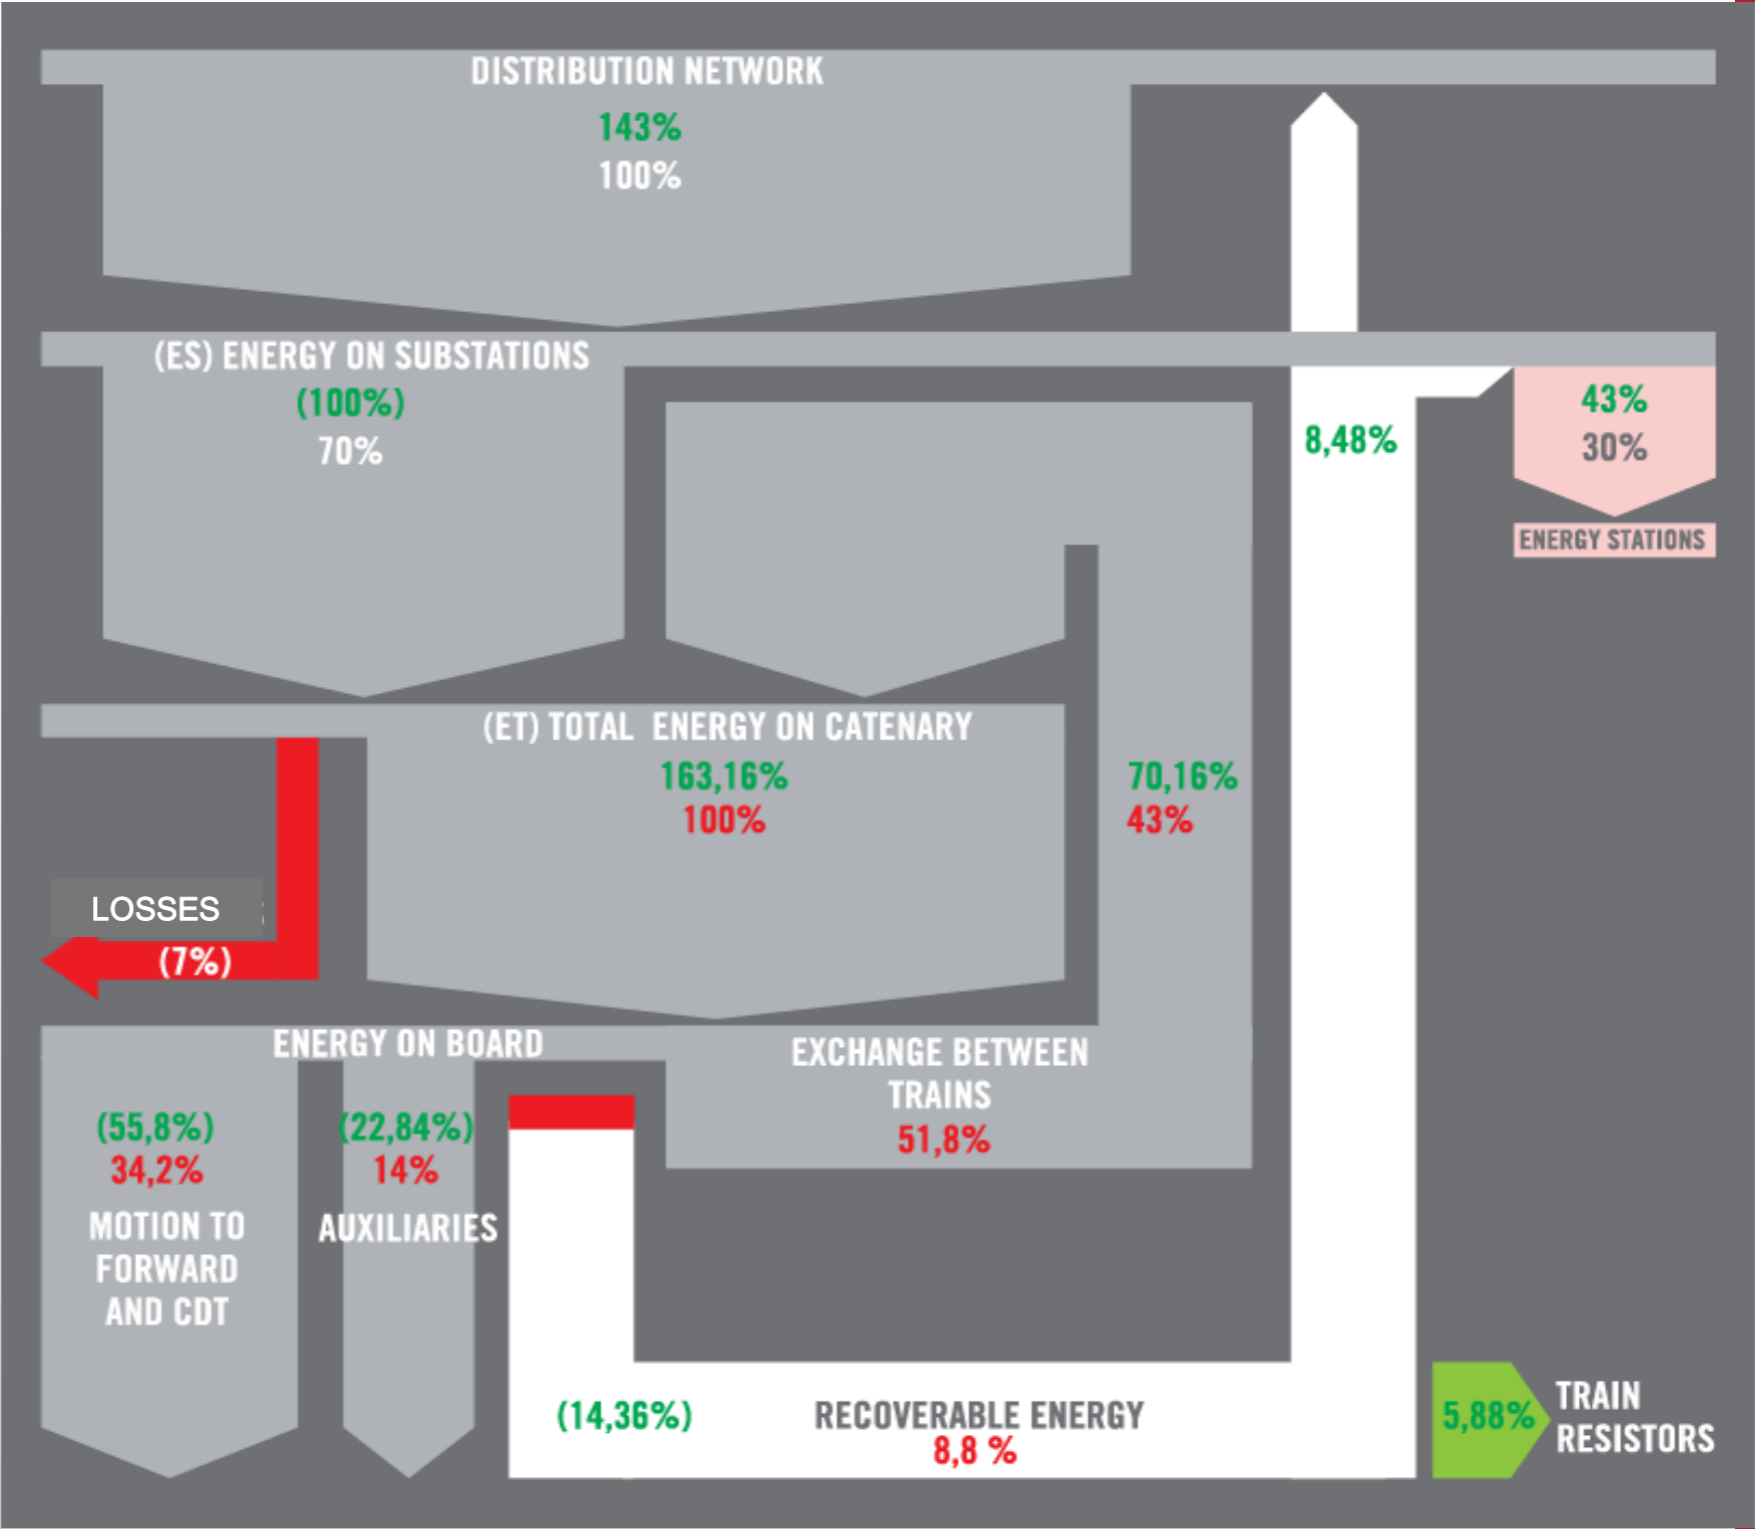 DISTRIBUTION NETWORK
143%
100%
(ES) ENERGY ON SUBSTATIONS
(100%)
70%
8,48%
43%
30%
ENERGY STATIONS
(ET) TOTAL ENERGY ON CATENARY
163,16%
100%
70,16%
43%
LOSSES
(7%)
ENERGY ON BOARD
(55,8%)
34,2%
MOTION TO
FORWARD
AND CDT
(22,84%)
14%
AUXILIARIES
EXCHANGE BETWEEN
TRAINS
51,8%
(14,36%)
RECOVERABLE ENERGY
8,8 %
5,88%
TRAIN
RESISTORS